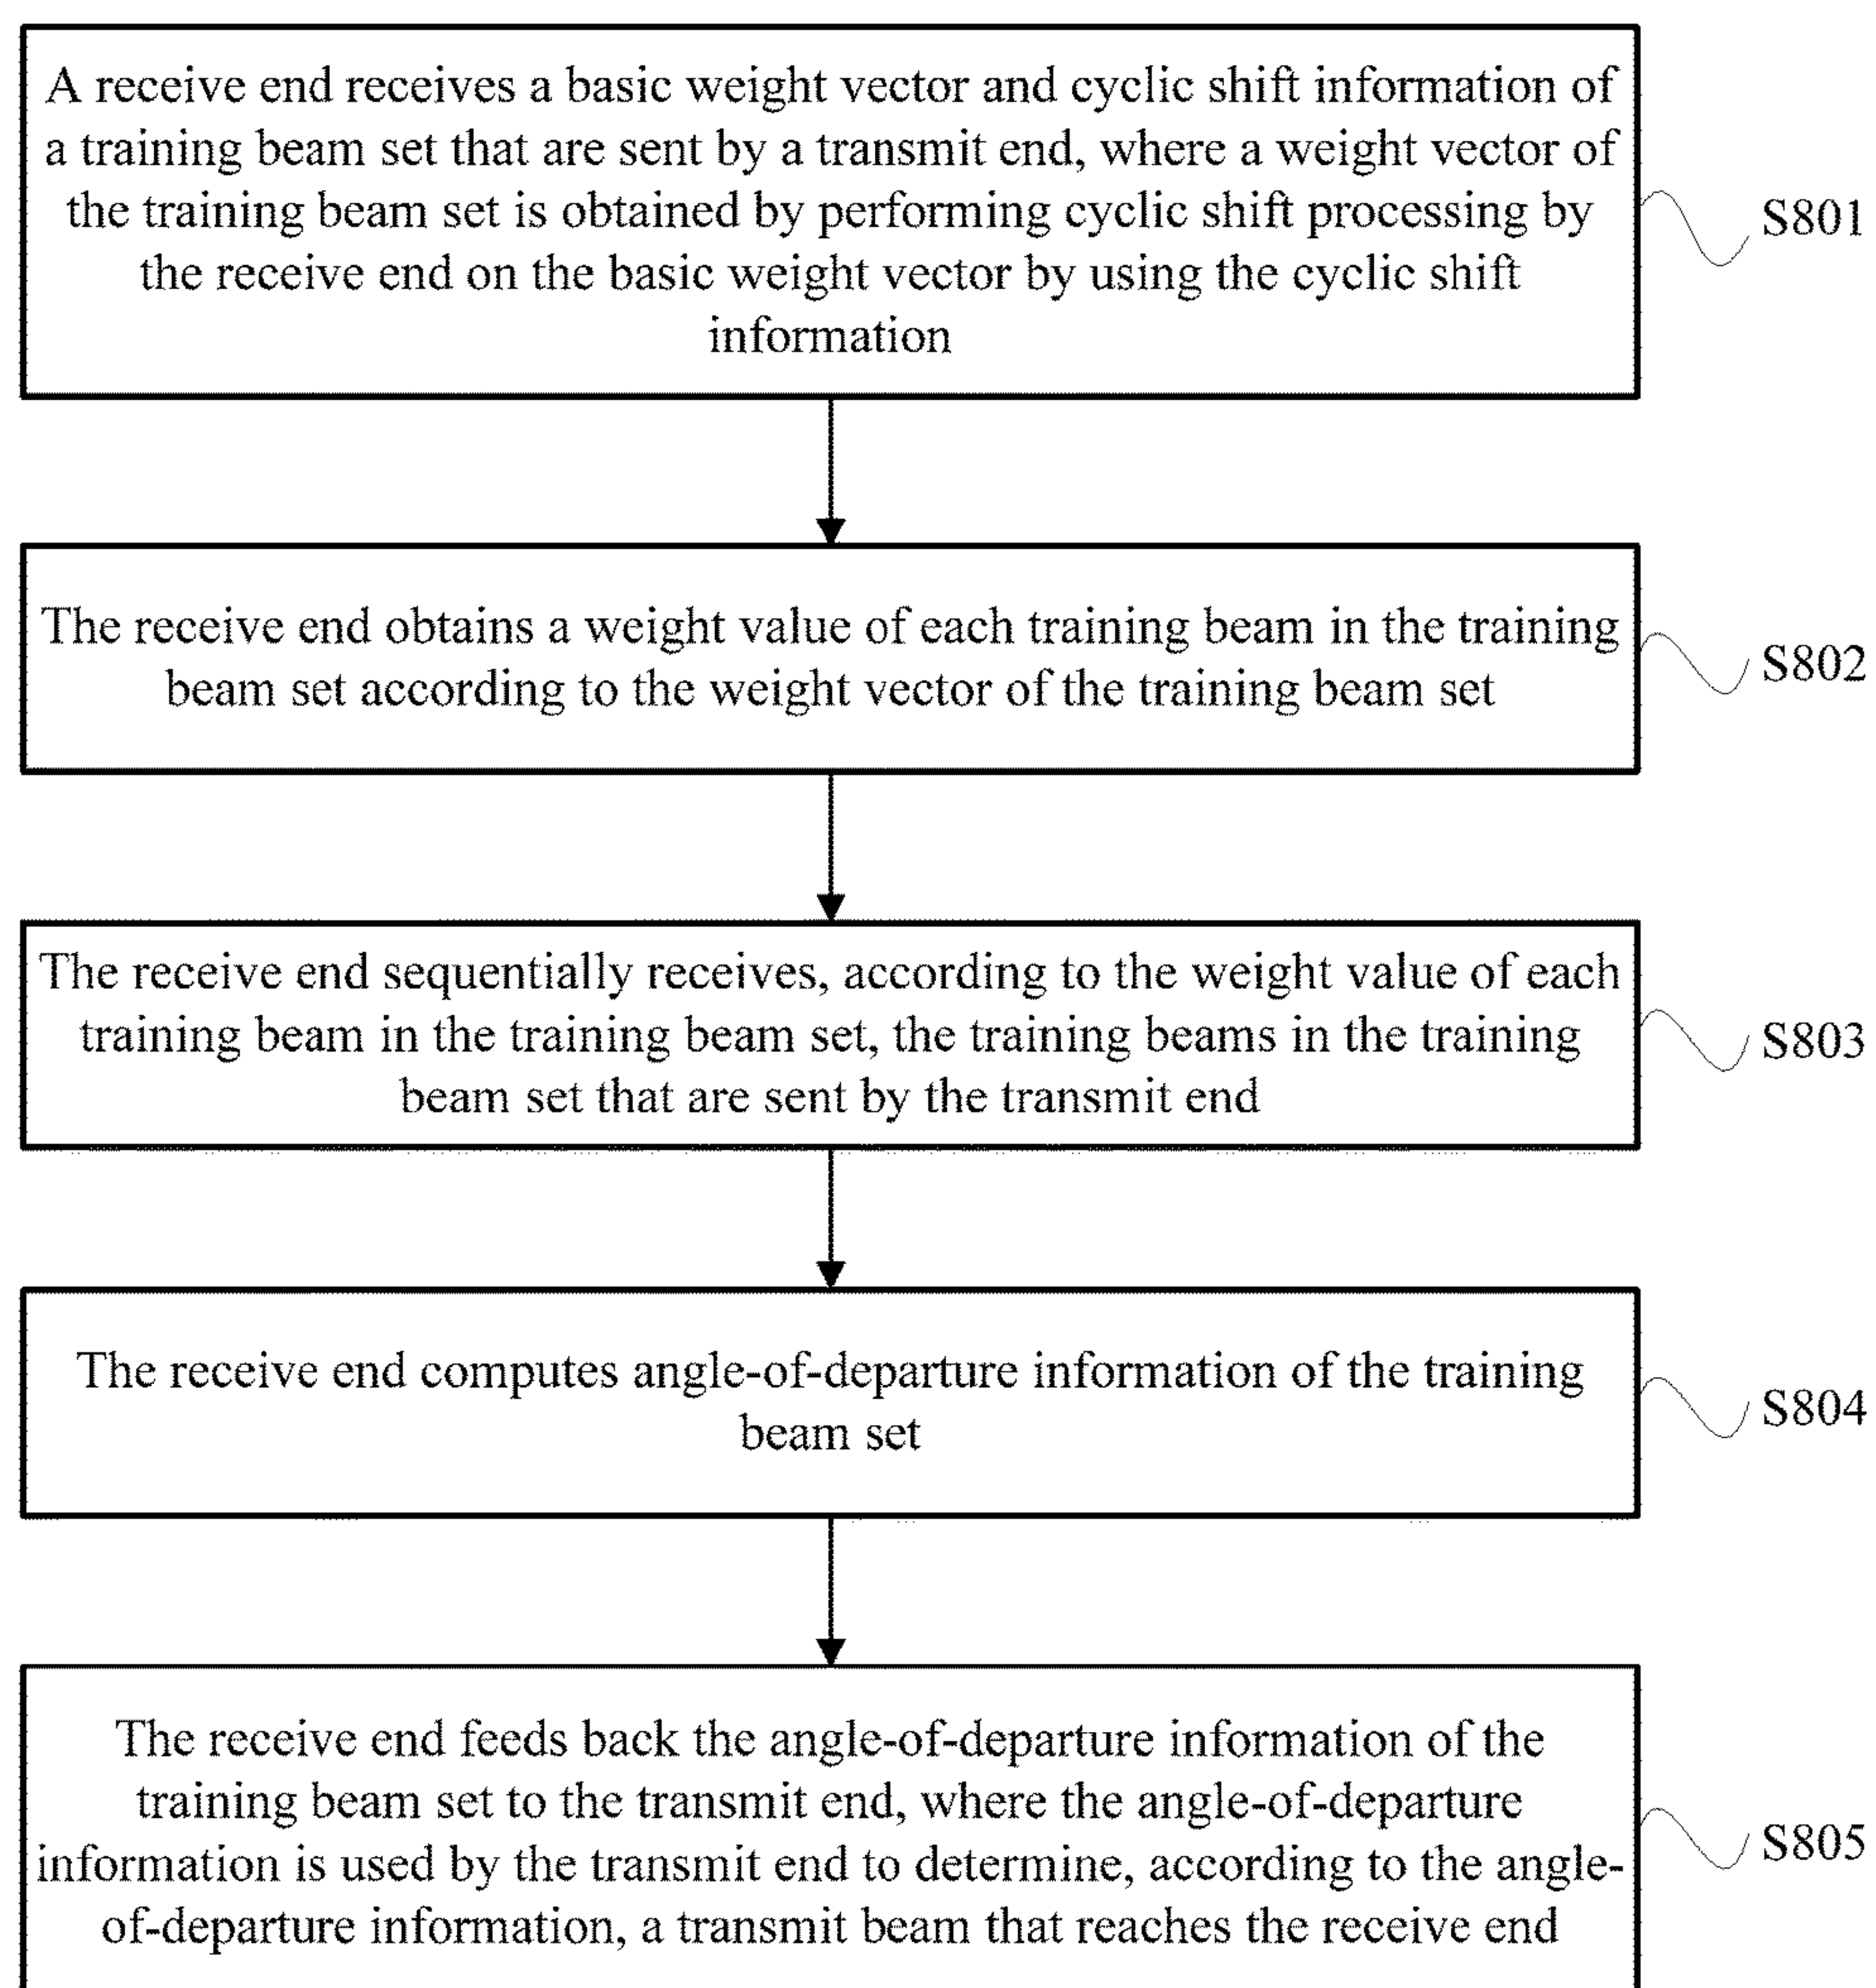 A receive end receives a basic weight vector and cyclic shift information of
a training beam set that are sent by a transmit end, where a weight vector of
the training beam set is obtained by performing cyclic shift processing by
the receive end on the basic weight vector by using the cyclic shift
information
S801
The receive end obtains a weight value of each training beam in the training
beam set according to the weight vector of the training beam set
S802
The receive end sequentially receives, according to the weight value of each
training beam in the training beam set, the training beams in the training
beam set that are sent by the transmit end
S803
The receive end computes angle-of-departure information of the training
beam set
S804
The receive end feeds back the angle-of-departure information of the
training beam set to the transmit end, where the angle-of-departure
information is used by the transmit end to determine, according to the angle-
of-departure information, a transmit beam that reaches the receive end
S805